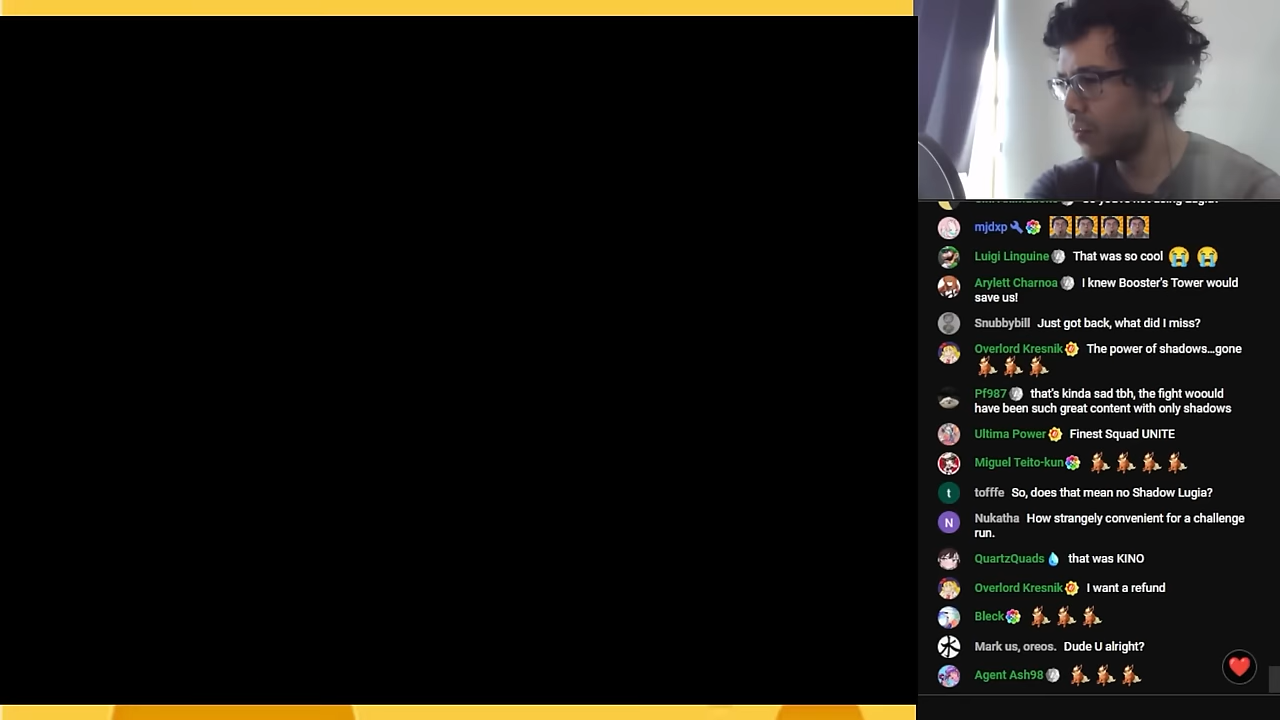 mjdxp
Luigi Linguine That was so cool
Arylett Charnoa I knew Booster's Tower would
save us!
Snubbybill Just got back, what did I miss?
Overlord Kresnik The power of shadows...gone
Pf987 that's kinda sad tbh, the fight woould
have been such great content with only shadows
Ultima Power Finest Squad UNITE
Miguel Teito-kun
t tofffe So, does that mean no Shadow Lugia?
N Nukatha How strangely convenient for a challenge
run.
QuartzQuads that was KINO
Overlord Kresnik I want a refund
Bleck
Mark us, oreos. Dude U alright?
Agent Ash98